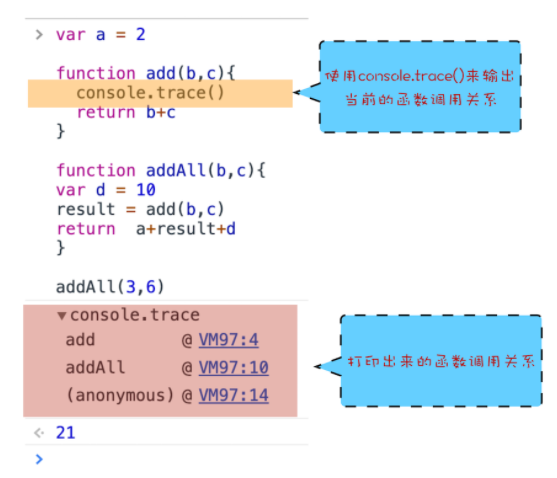 > var a = 2
function add(b,c){
console.trace()
return b+c
}
使用console.trace()来输出
当前的函数调用关系
function addAll(b,c){
var d = 10
result = add(b,c)
return a+result+d
}
addAll(3,6)
▼console.trace
add @ VM97:4
addAll @ VM97:10
(anonymous) @ VM97:14
打印出来的函数调用关系
<· 21
>